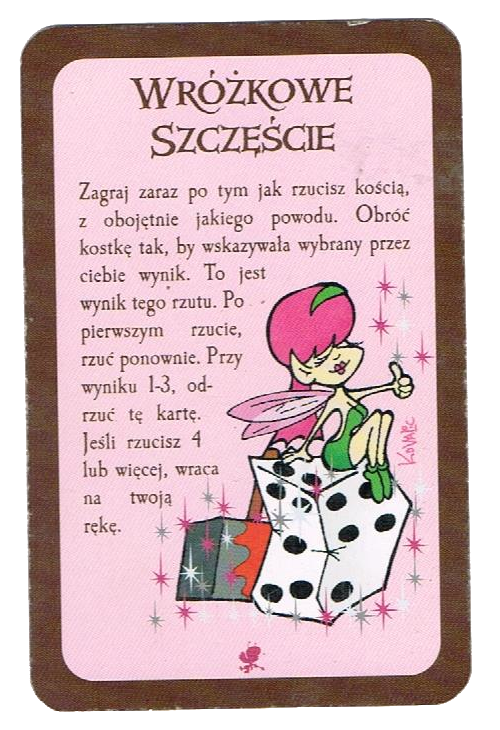 Wróżkowe
Szczęście
Zagraj zaraz po tym jak rzucisz kością,
z obojętnie jakiego powodu. Obróć
kostkę tak, by wskazywała wybrany przez
ciebie wynik. To jest
wynik tego rzutu. Po
pierwszym rzucie,
rzuć ponownie. Przy
wyniku 1-3, od-
rzuć tę kartę.
Jeśli rzucisz 4
lub więcej, wraca
na twoją
rękę.
Kovalic